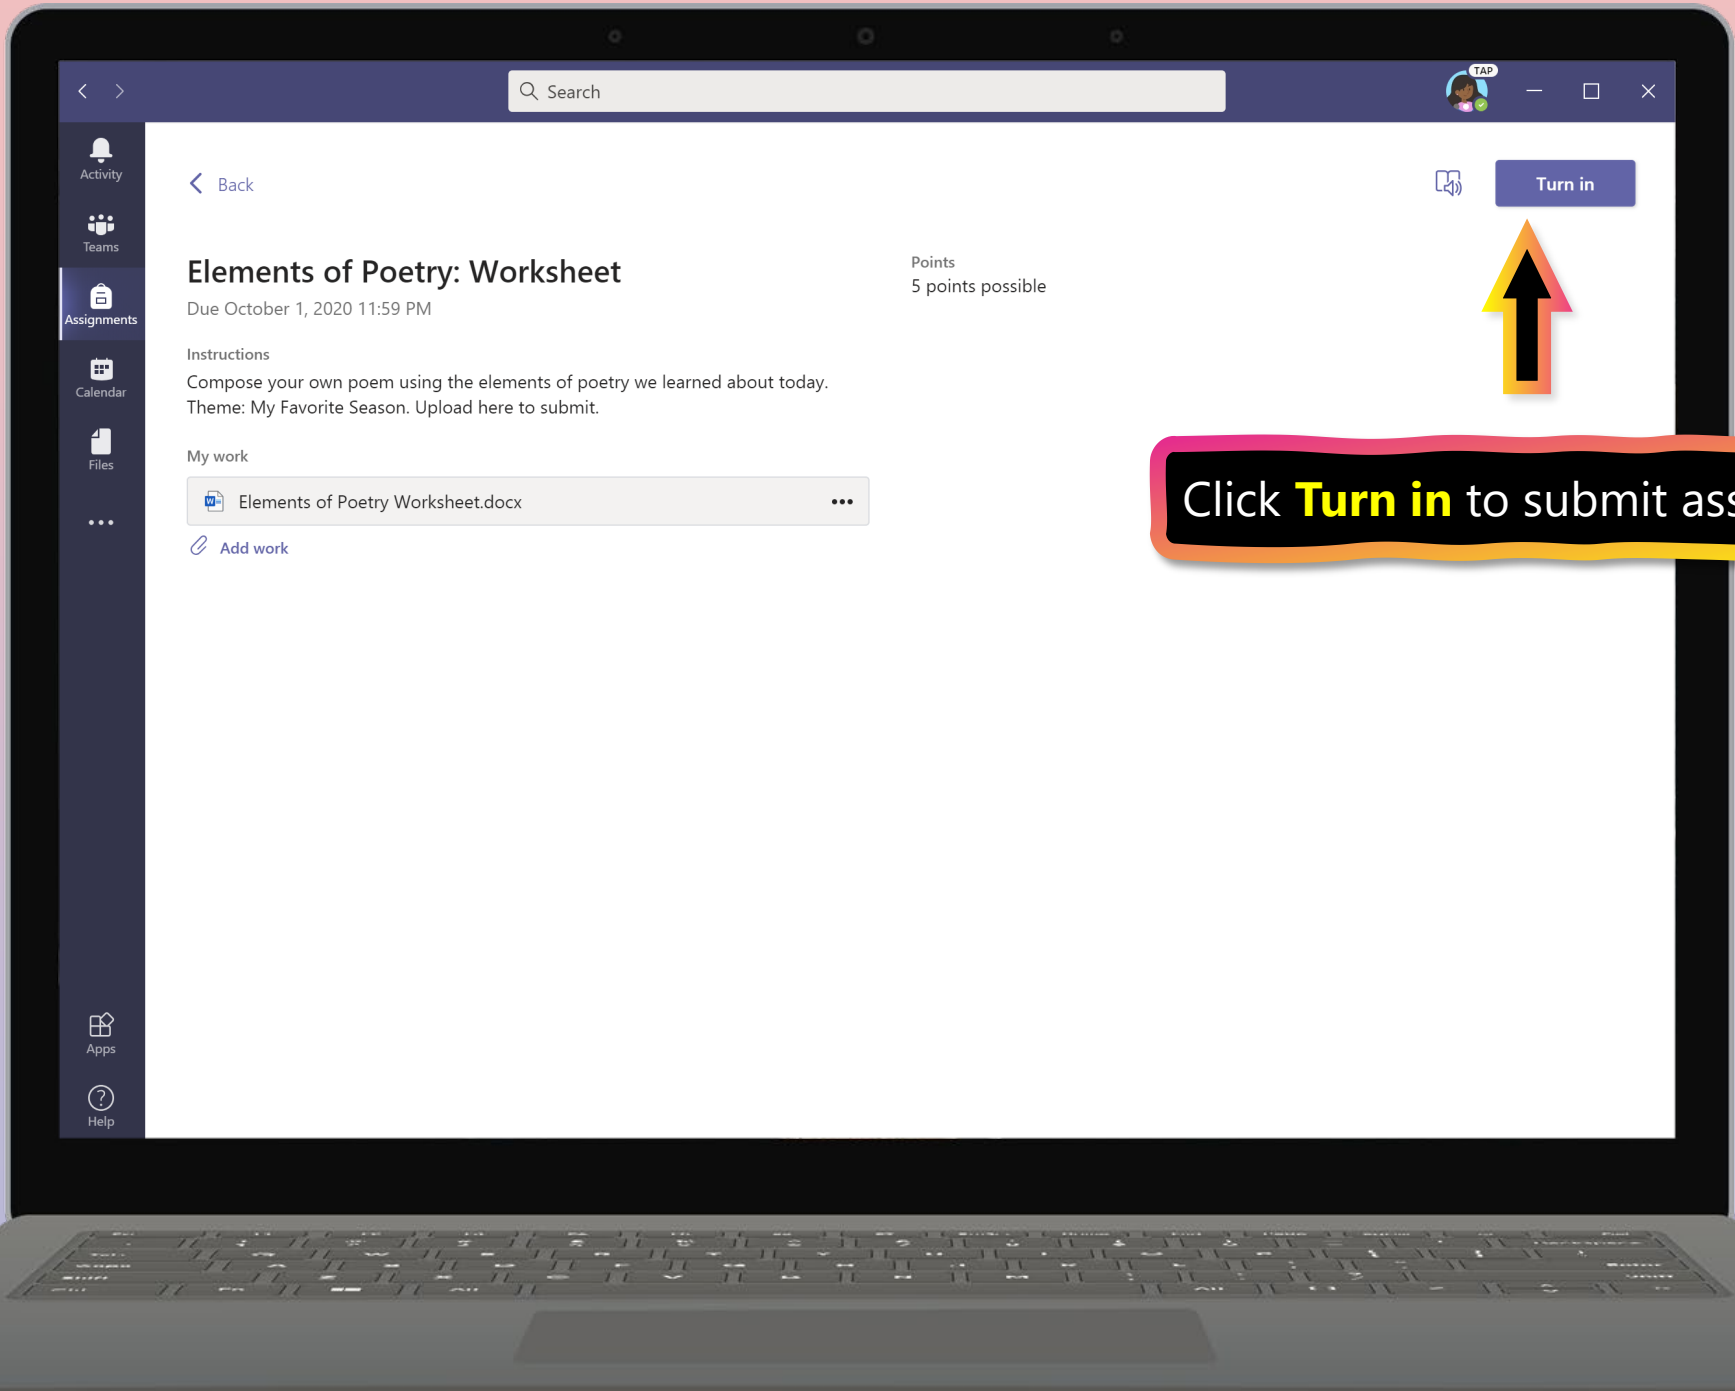 Search
TAP
Activity
Back
Turn in
Teams
Elements of Poetry: Worksheet
Points
5 points possible
Due October 1, 2020 11:59 PM
Assignments
Instructions
Compose your own poem using the elements of poetry we learned about today.
Theme: My Favorite Season. Upload here to submit.
Calendar
Files
My work
Elements of Poetry Worksheet.docx
Add work
Click Turn in to submit ass
Apps
Help